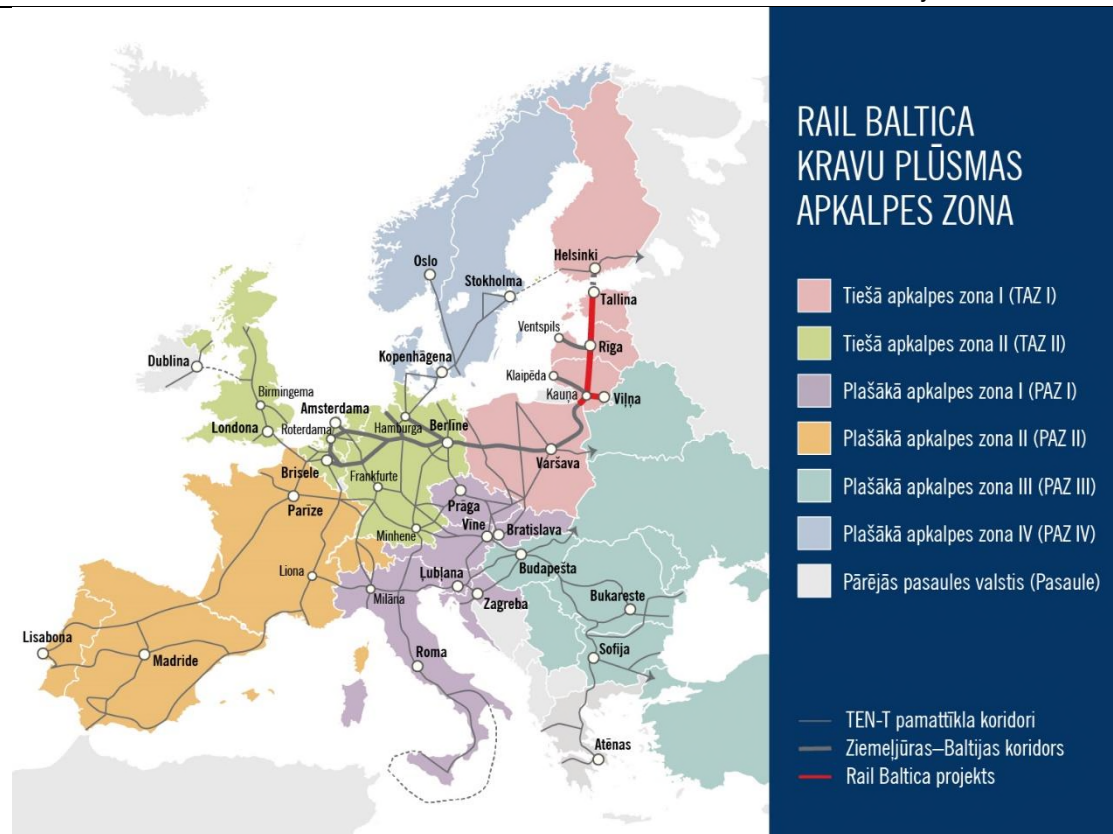 RAIL BALTICA
KRAVU PLŪSMAS
APKALPES ZONA
Tiešā apkalpes zona I (TAZ I)
Tiešā apkalpes zona II (TAZ II)
Plašākā apkalpes zona I (PAZ I)
Plašākā apkalpes zona II (PAZ II)
Plašākā apkalpes zona III (PAZ III)
Plašākā apkalpes zona IV (PAZ IV)
Pārējās pasaules valstis (Pasaule)
TEN-T pamattīkla koridori
Ziemeļjūras–Baltijas koridors
Rail Baltica projekts
Helsinki
Oslo
Stokholma
Tallina
Ventspils
Rīga
Dublina
Kopenhāgena
Klaipēda
Kauņa
Viļņa
Birmingema
Amsterdama
Londona
Roterdama
Hamburga
Berlīne
Varšava
Brisele
Frankfurte
Parīze
Prāga
Minhene
Vīne
Bratislava
Budapešta
Liona
Milāna
Ļubļana
Zagreba
Bukareste
Lisabona
Madride
Roma
Sofija
Atēnas